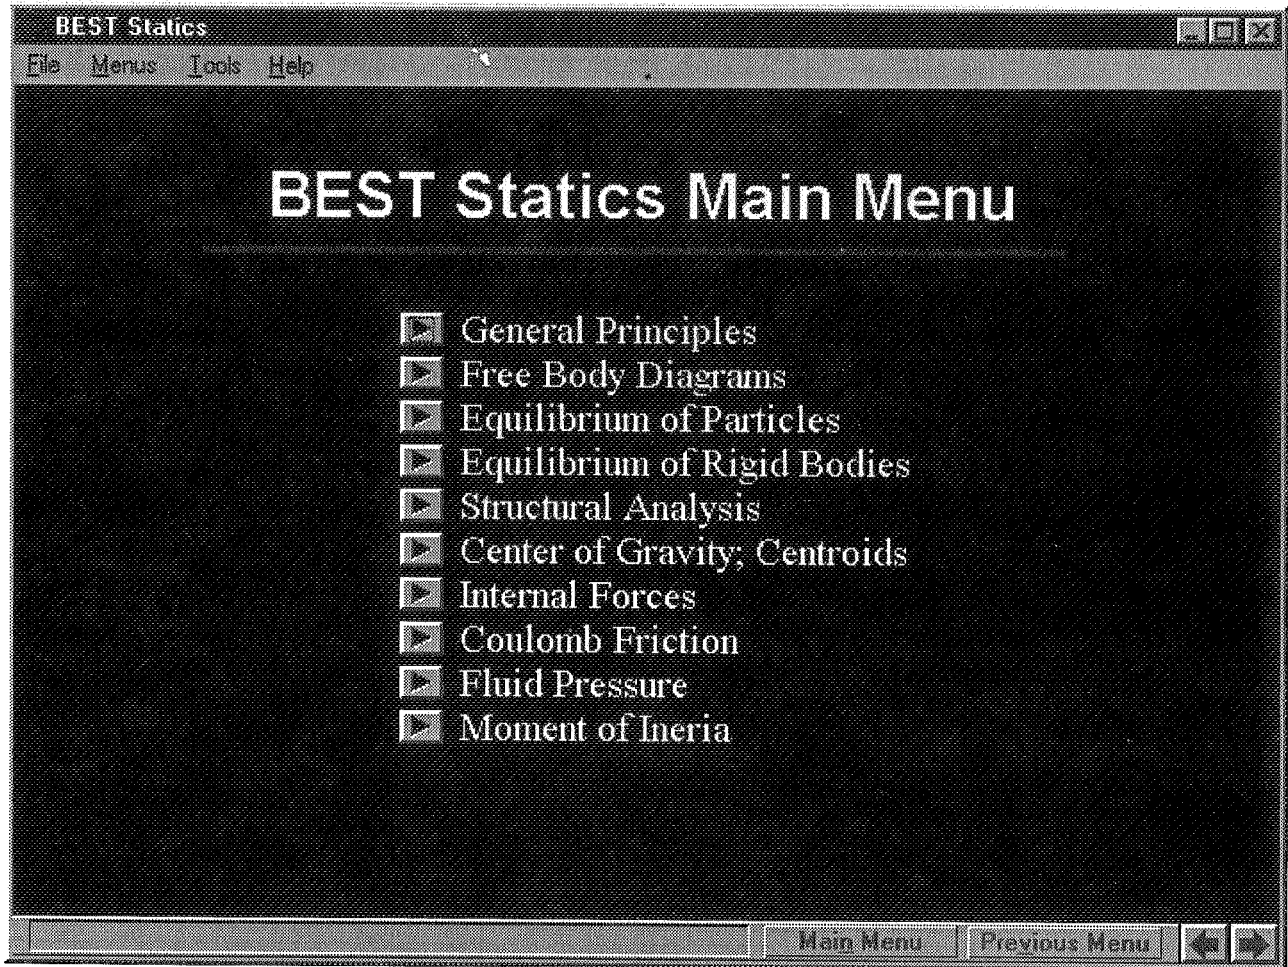 BEST Statics
File Menus Tools Help
BEST Statics Main Menu
General Principles
Free Body Diagrams
Equilibrium of Particles
Equilibrium of Rigid Bodies
Structural Analysis
Center of Gravity; Centroids
Internal Forces
Coulomb Friction
Fluid Pressure
Moment of Ineria
Main Menu Previous Menu